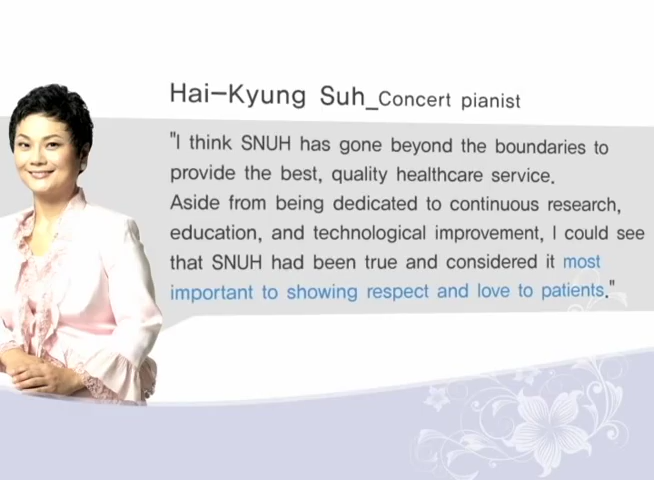 Hai-Kyung Suh_Concert pianist
"I think SNUH has gone beyond the boundaries to
provide the best, quality healthcare service.
Aside from being dedicated to continuous research,
education, and technological improvement, I could see
that SNUH had been true and considered it most
important to showing respect and love to patients."